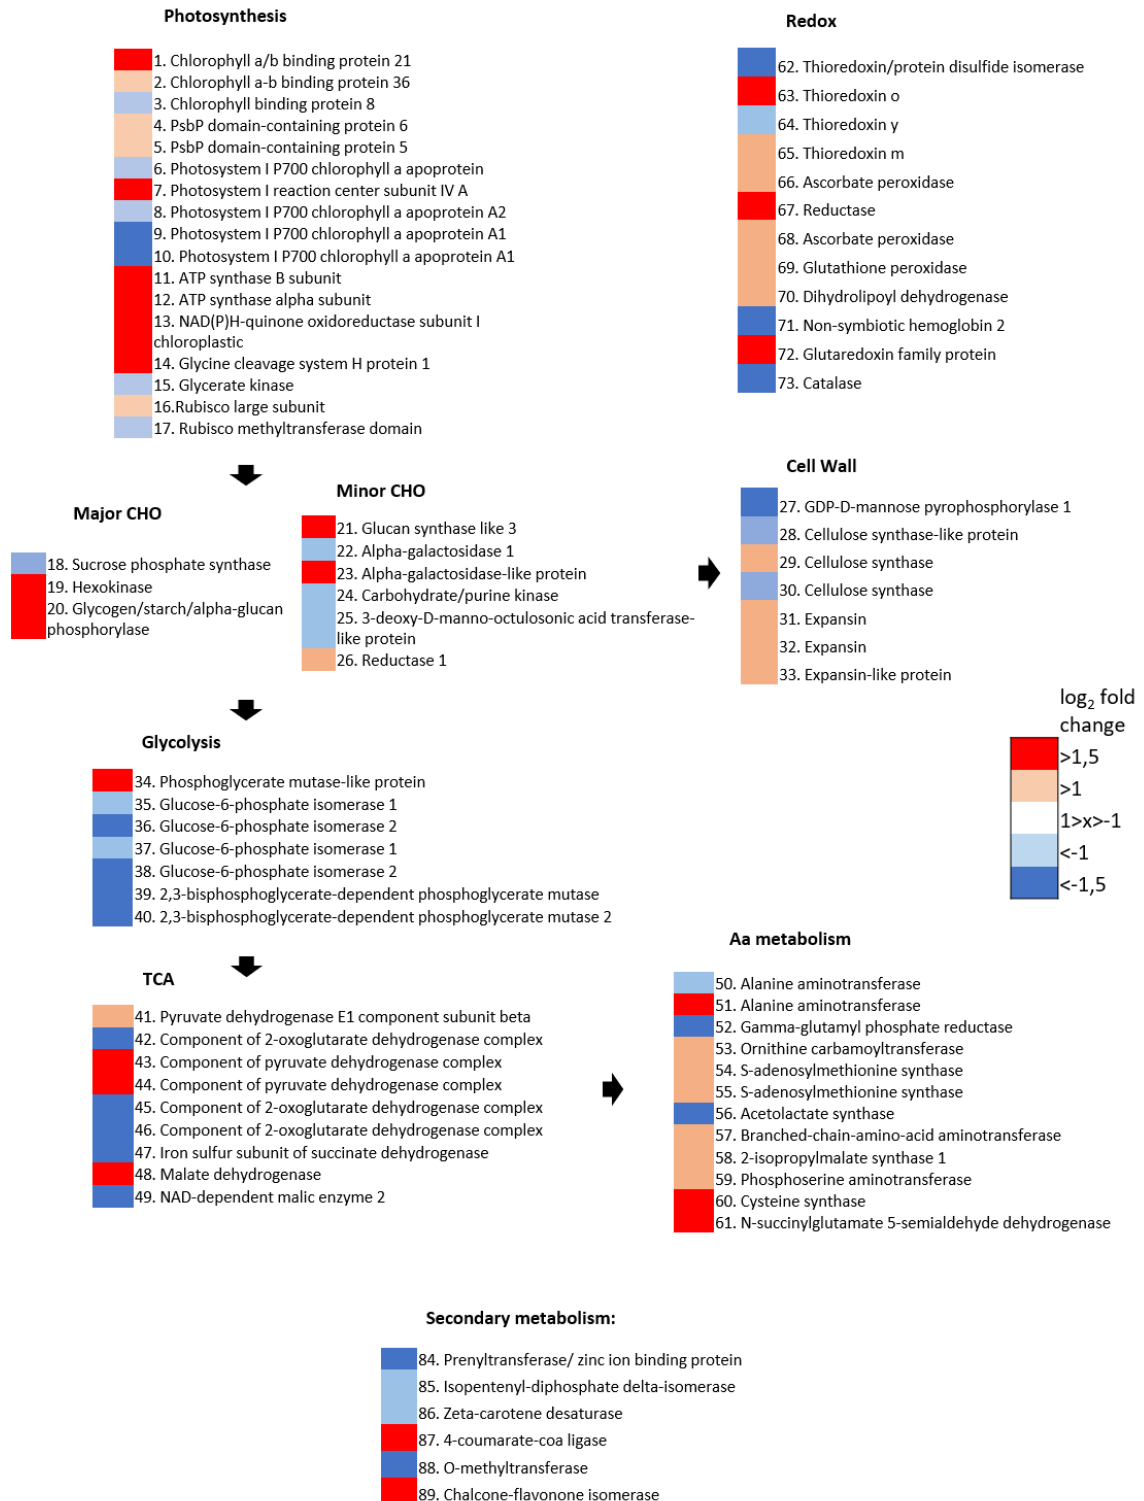 Photosynthesis
1. Chlorophyll a/b binding protein 21
2. Chlorophyll a-b binding protein 36
3. Chlorophyll binding protein 8
4. PsbP domain-containing protein 6
5. PsbP domain-containing protein 5
6. Photosystem I P700 chlorophyll a apoprotein
7. Photosystem I reaction center subunit IV A
8. Photosystem I P700 chlorophyll a apoprotein A2
9. Photosystem I P700 chlorophyll a apoprotein A1
10. Photosystem I P700 chlorophyll a apoprotein A1
11. ATP synthase B subunit
12. ATP synthase alpha subunit
13. NAD(P)H-quinone oxidoreductase subunit I
chloroplastic
14. Glycine cleavage system H protein 1
15. Glycerate kinase
16.Rubisco large subunit
17. Rubisco methyltransferase domain
Redox
62. Thioredoxin/protein disulfide isomerase
63. Thioredoxin o
64. Thioredoxin y
65. Thioredoxin m
66. Ascorbate peroxidase
67. Reductase
68. Ascorbate peroxidase
69. Glutathione peroxidase
70. Dihydrolipoyl dehydrogenase
71. Non-symbiotic hemoglobin 2
72. Glutaredoxin family protein
73. Catalase
Major CHO
18. Sucrose phosphate synthase
19. Hexokinase
20. Glycogen/starch/alpha-glucan
phosphorylase
Minor CHO
21. Glucan synthase like 3
22. Alpha-galactosidase 1
23. Alpha-galactosidase-like protein
24. Carbohydrate/purine kinase
25. 3-deoxy-D-manno-octulosonic acid transferase-
like protein
26. Reductase 1
Cell Wall
27. GDP-D-mannose pyrophosphorylase 1
28. Cellulose synthase-like protein
29. Cellulose synthase
30. Cellulose synthase
31. Expansin
32. Expansin
33. Expansin-like protein
log2 fold
change
>1,5
>1
1>x>-1
<-1
<-1,5
Glycolysis
34. Phosphoglycerate mutase-like protein
35. Glucose-6-phosphate isomerase 1
36. Glucose-6-phosphate isomerase 2
37. Glucose-6-phosphate isomerase 1
38. Glucose-6-phosphate isomerase 2
39. 2,3-bisphosphoglycerate-dependent phosphoglycerate mutase
40. 2,3-bisphosphoglycerate-dependent phosphoglycerate mutase 2
TCA
41. Pyruvate dehydrogenase E1 component subunit beta
42. Component of 2-oxoglutarate dehydrogenase complex
43. Component of pyruvate dehydrogenase complex
44. Component of pyruvate dehydrogenase complex
45. Component of 2-oxoglutarate dehydrogenase complex
46. Component of 2-oxoglutarate dehydrogenase complex
47. Iron sulfur subunit of succinate dehydrogenase
48. Malate dehydrogenase
49. NAD-dependent malic enzyme 2
Aa metabolism
50. Alanine aminotransferase
51. Alanine aminotransferase
52. Gamma-glutamyl phosphate reductase
53. Ornithine carbamoyltransferase
54. S-adenosylmethionine synthase
55. S-adenosylmethionine synthase
56. Acetolactate synthase
57. Branched-chain-amino-acid aminotransferase
58. 2-isopropylmalate synthase 1
59. Phosphoserine aminotransferase
60. Cysteine synthase
61. N-succinylglutamate 5-semialdehyde dehydrogenase
Secondary metabolism:
84. Prenyltransferase/ zinc ion binding protein
85. Isopentenyl-diphosphate delta-isomerase
86. Zeta-carotene desaturase
87. 4-coumarate-coa ligase
88. O-methyltransferase
89. Chalcone-flavonone isomerase